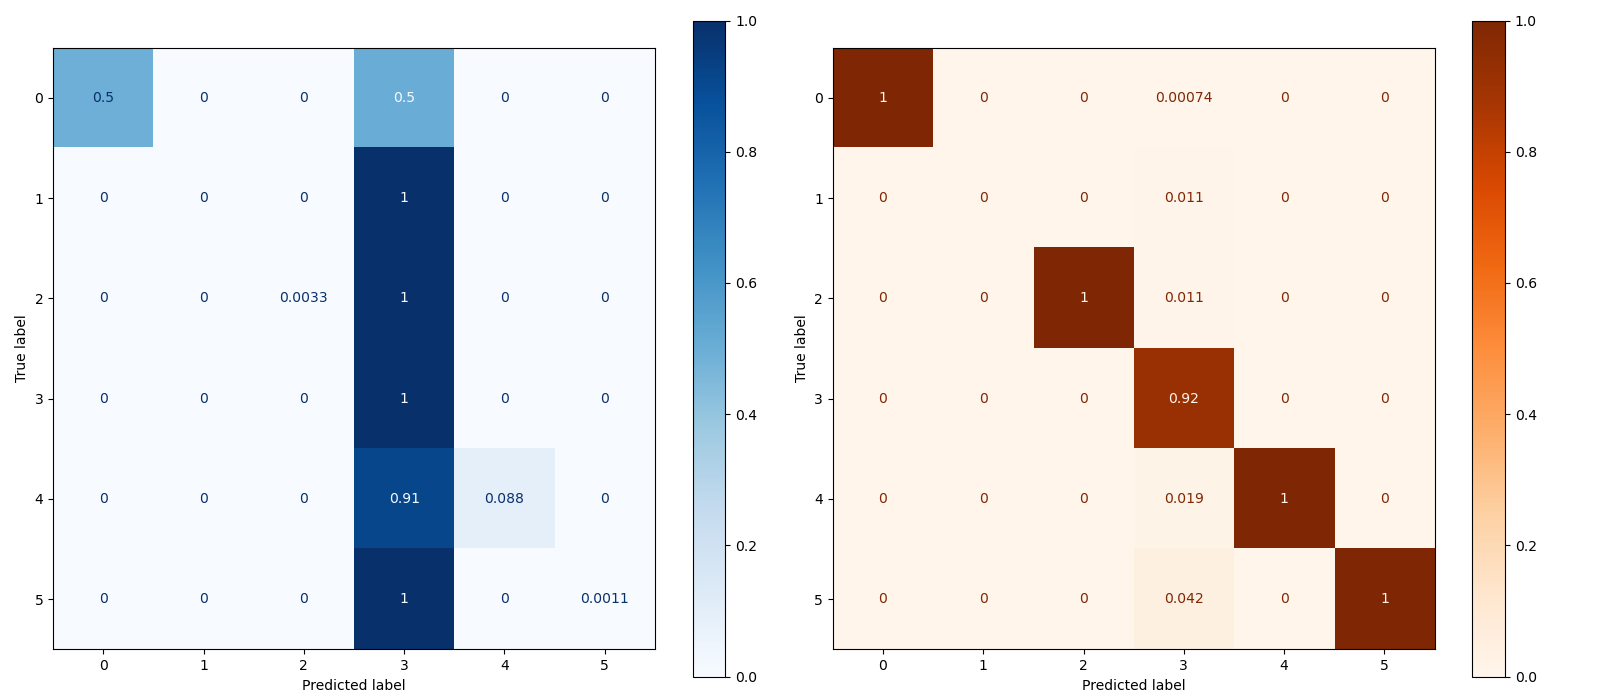 0 0.5 0 0 0.5 0 0
1 0 0 0 1 0 0
2 0 0 0.0033 1 0 0
3 0 0 0 1 0 0
4 0 0 0 0.91 0.088 0
5 0 0 0 1 0 0.0011
0 1 2 3 4 5
True label
Predicted label
1.0
0.8
0.6
0.4
0.2
0.0
0 1 0 0 0.00074 0 0
1 0 0 0 0.011 0 0
2 0 0 1 0.011 0 0
3 0 0 0 0.92 0 0
4 0 0 0 0.019 1 0
5 0 0 0 0.042 0 1
0 1 2 3 4 5
True label
Predicted label
1.0
0.8
0.6
0.4
0.2
0.0